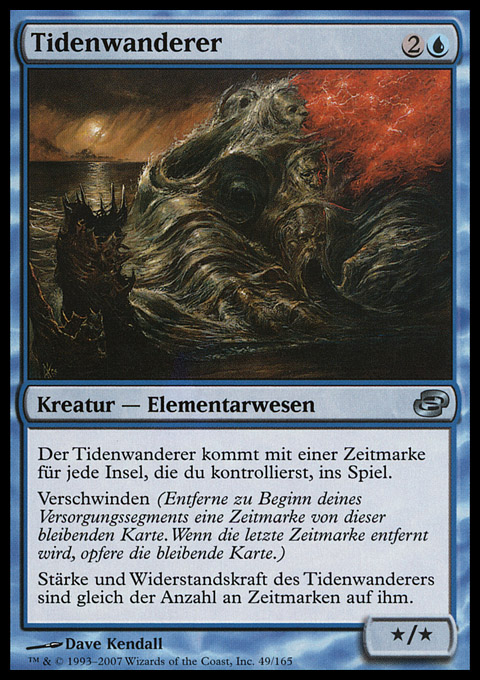 Tidenwanderer 2
Kreatur — Elementarwesen
Der Tidenwanderer kommt mit einer Zeitmarke
für jede Insel, die du kontrollierst, ins Spiel.
Verschwinden (Entferne zu Beginn deines
Versorgungssegments eine Zeitmarke von dieser
bleibenden Karte. Wenn die letzte Zeitmarke entfernt
wird, opfere die bleibende Karte.)
Stärke und Widerstandskraft des Tidenwanderers
sind gleich der Anzahl an Zeitmarken auf ihm.
★/★
Dave Kendall
™ & © 1993–2007 Wizards of the Coast, Inc. 49/165